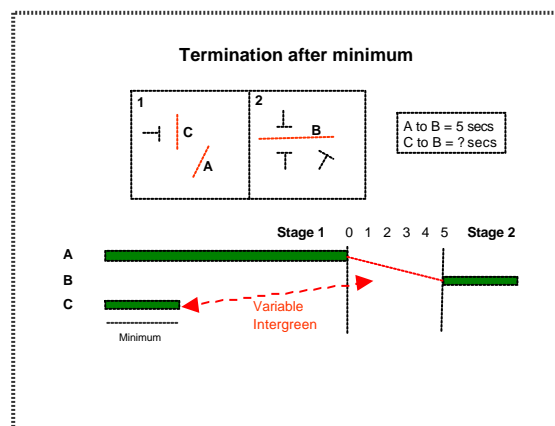 Termination after minimum
1
C
A
2
B
A to B = 5 secs
C to B = ? secs
Stage 1 0 1 2 3 4 5 Stage 2
A
B
C
Variable
Intergreen
Minimum